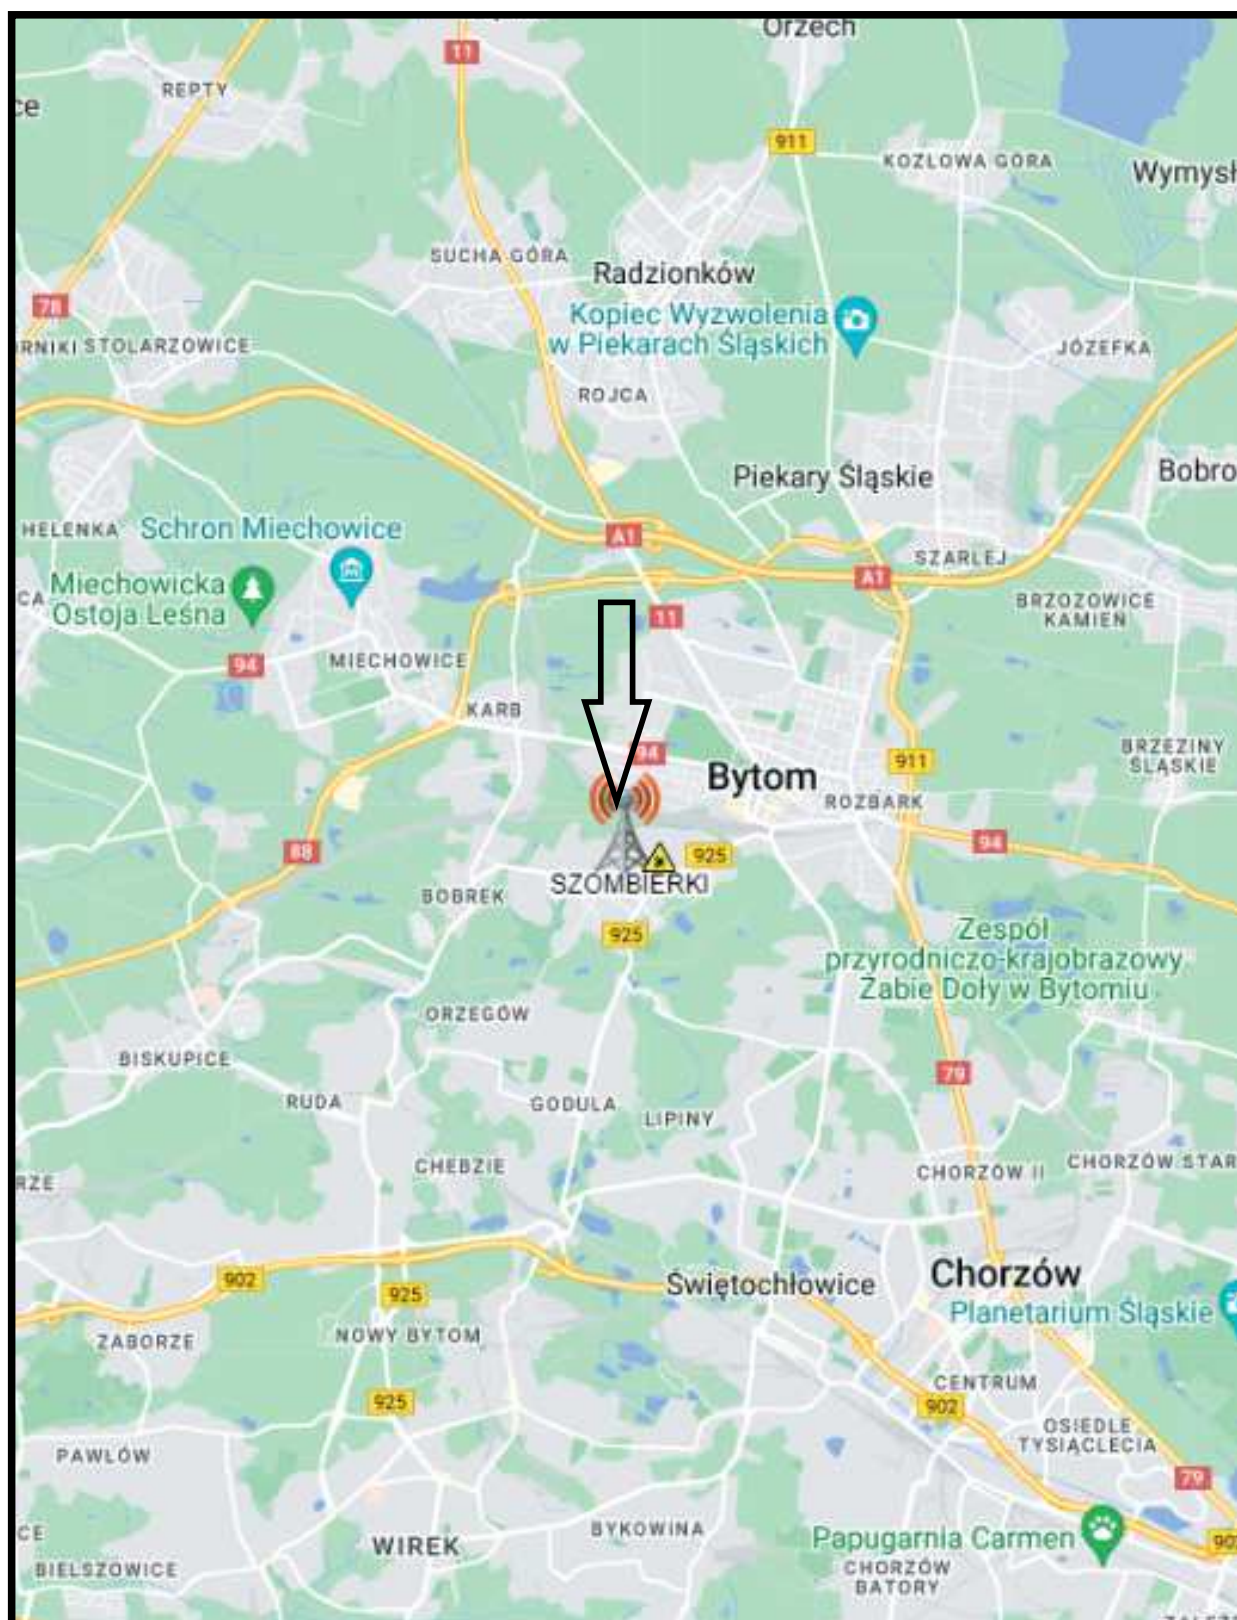 Orzech
11
REPTY
911
KOZLOWA GÓRA
SUCHA GÓRA
Radzionków
78
Kopiec Wyzwolenia
w Piekarach Śląskich
STOLARZOWICE
JÓZEFKA
ROJCA
Piekary Śląskie
HELENKA
Schron Miechowice
A1
SZARLEJ
A1
Miechowicka
Ostoja Leśna
BRZOZOWICE
KAMIEŃ
11
94
MIECHOWICE
KARB
94
BRZEZINY
ŚLĄSKIE
911
Bytom
ROZBARK
88
925
94
SZOMBIERKI
BOBREK
925
Zespół
przyrodniczo-krajobrazowy
Żabie Doły w Bytomiu
ORZEGÓW
BISKUPICE
79
RUDA
GODULA
LIPINY
CHEBZIE
CHORZÓW II
CHORZÓW STAR
RZE
902
925
Świętochłowice
Chorzów
Planetarium Śląskie
ZABORZE
NOWY BYTOM
CENTRUM
925
902
OSIEDLE
TYSIĄCLECIA
PAWŁÓW
79
WIREK
BYKOWINA
Papugarnia Carmen
BIELSZOWICE
CHORZÓW
BATORY